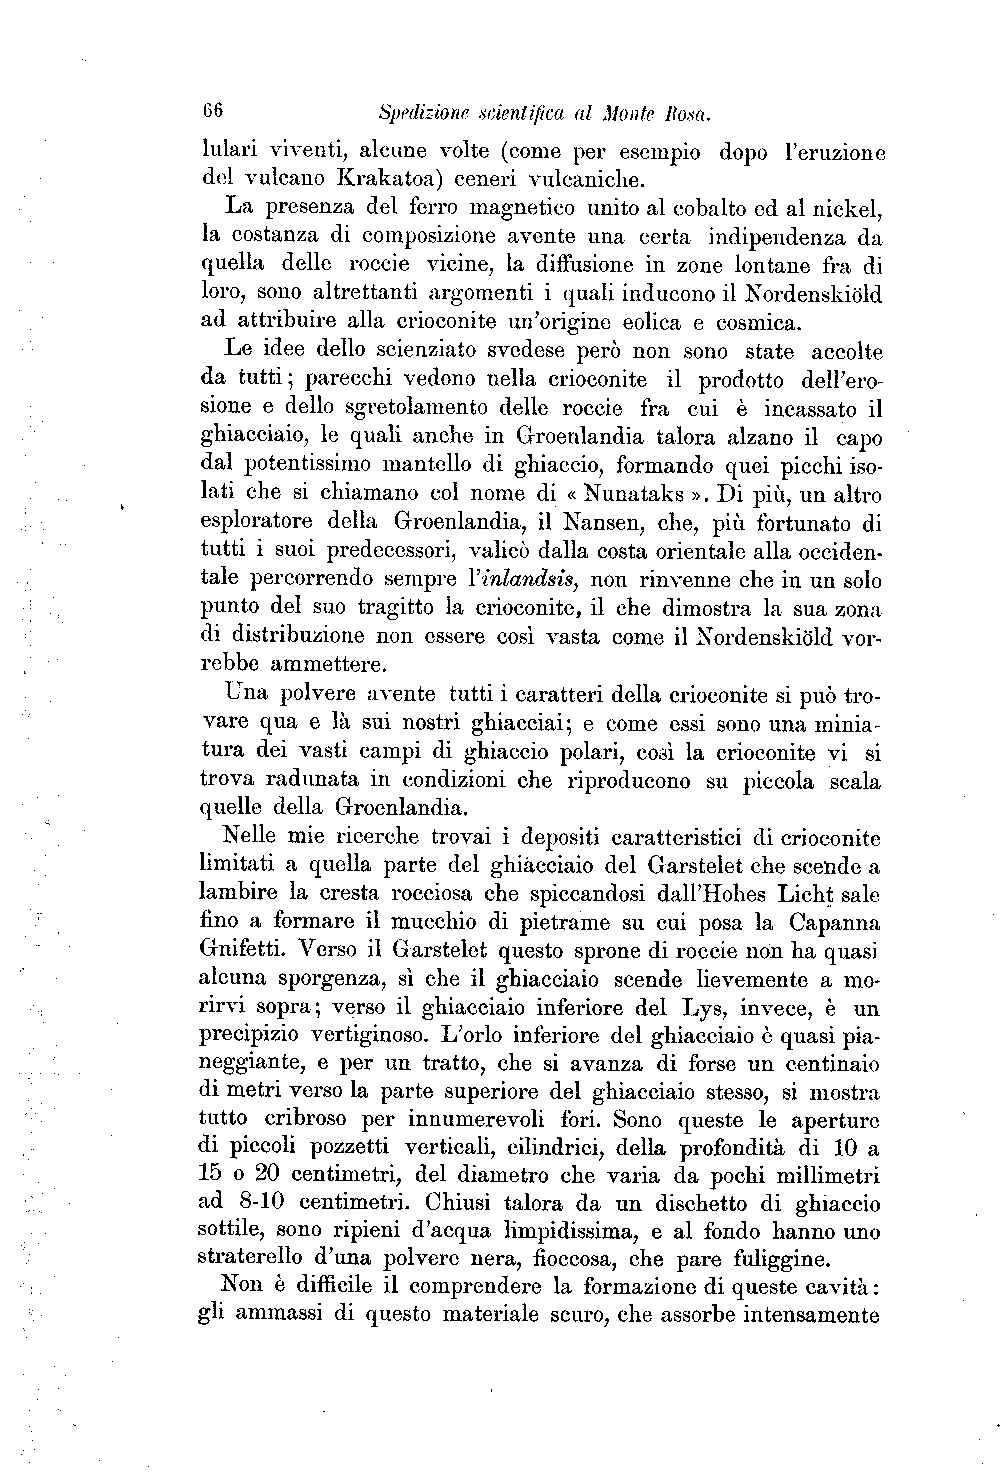 66 Spedizione scientifica al Monte Rosa.
lulari viventi, alcune volte (come per esempio dopo l'eruzione
del vulcano Krakatoa) ceneri vulcaniche.
La presenza del ferro magnetico unito al cobalto ed al nickel,
la costanza di composizione avente una certa indipendenza da
quella delle roccie vicine, la diffusione in zone lontane fra di
loro, sono altrettanti argomenti i quali inducono il Nordenskiöld
ad attribuire alla crioconite un'origine eolica e cosmica.
Le idee dello scienziato svedese però non sono state accolte
da tutti; parecchi vedono nella crioconite il prodotto dell'ero-
sione e dello sgretolamento delle roccie fra cui è incassato il
ghiacciaio, le quali anche in Groenlandia talora alzano il capo
dal potentissimo mantello di ghiaccio, formando quei picchi iso-
lati che si chiamano col nome di « Nunataks ». Di più, un altro
esploratore della Groenlandia, il Nansen, che, più fortunato di
tutti i suoi predecessori, valicò dalla costa orientale alla occiden-
tale percorrendo sempre l'inlandsis, non rinvenne che in un solo
punto del suo tragitto la crioconite, il che dimostra la sua zona
di distribuzione non essere così vasta come il Nordenskiöld vor-
rebbe ammettere.
Una polvere avente tutti i caratteri della crioconite si può tro-
vare qua e là sui nostri ghiacciai; e come essi sono una minia-
tura dei vasti campi di ghiaccio polari, così la crioconite vi si
trova radunata in condizioni che riproducono su piccola scala
quelle della Groenlandia.
Nelle mie ricerche trovai i depositi caratteristici di crioconite
limitati a quella parte del ghiacciaio del Garstelet che scende a
lambire la cresta rocciosa che spiccandosi dall'Hohes Licht sale
fino a formare il mucchio di pietrame su cui posa la Capanna
Gnifetti. Verso il Garstelet questo sprone di roccie non ha quasi
alcuna sporgenza, sì che il ghiacciaio scende lievemente a mo-
rirvi sopra; verso il ghiacciaio inferiore del Lys, invece, è un
precipizio vertiginoso. L'orlo inferiore del ghiacciaio è quasi pia-
neggiante, e per un tratto, che si avanza di forse un centinaio
di metri verso la parte superiore del ghiacciaio stesso, si mostra
tutto cribroso per innumerevoli fori. Sono queste le aperture
di piccoli pozzetti verticali, cilindrici, della profondità di 10 a
15 o 20 centimetri, del diametro che varia da pochi millimetri
ad 8-10 centimetri. Chiusi talora da un dischetto di ghiaccio
sottile, sono ripieni d'acqua limpidissima, e al fondo hanno uno
straterello d'una polvere nera, fioccosa, che pare fuliggine.
Non è difficile il comprendere la formazione di queste cavità:
gli ammassi di questo materiale scuro, che assorbe intensamente